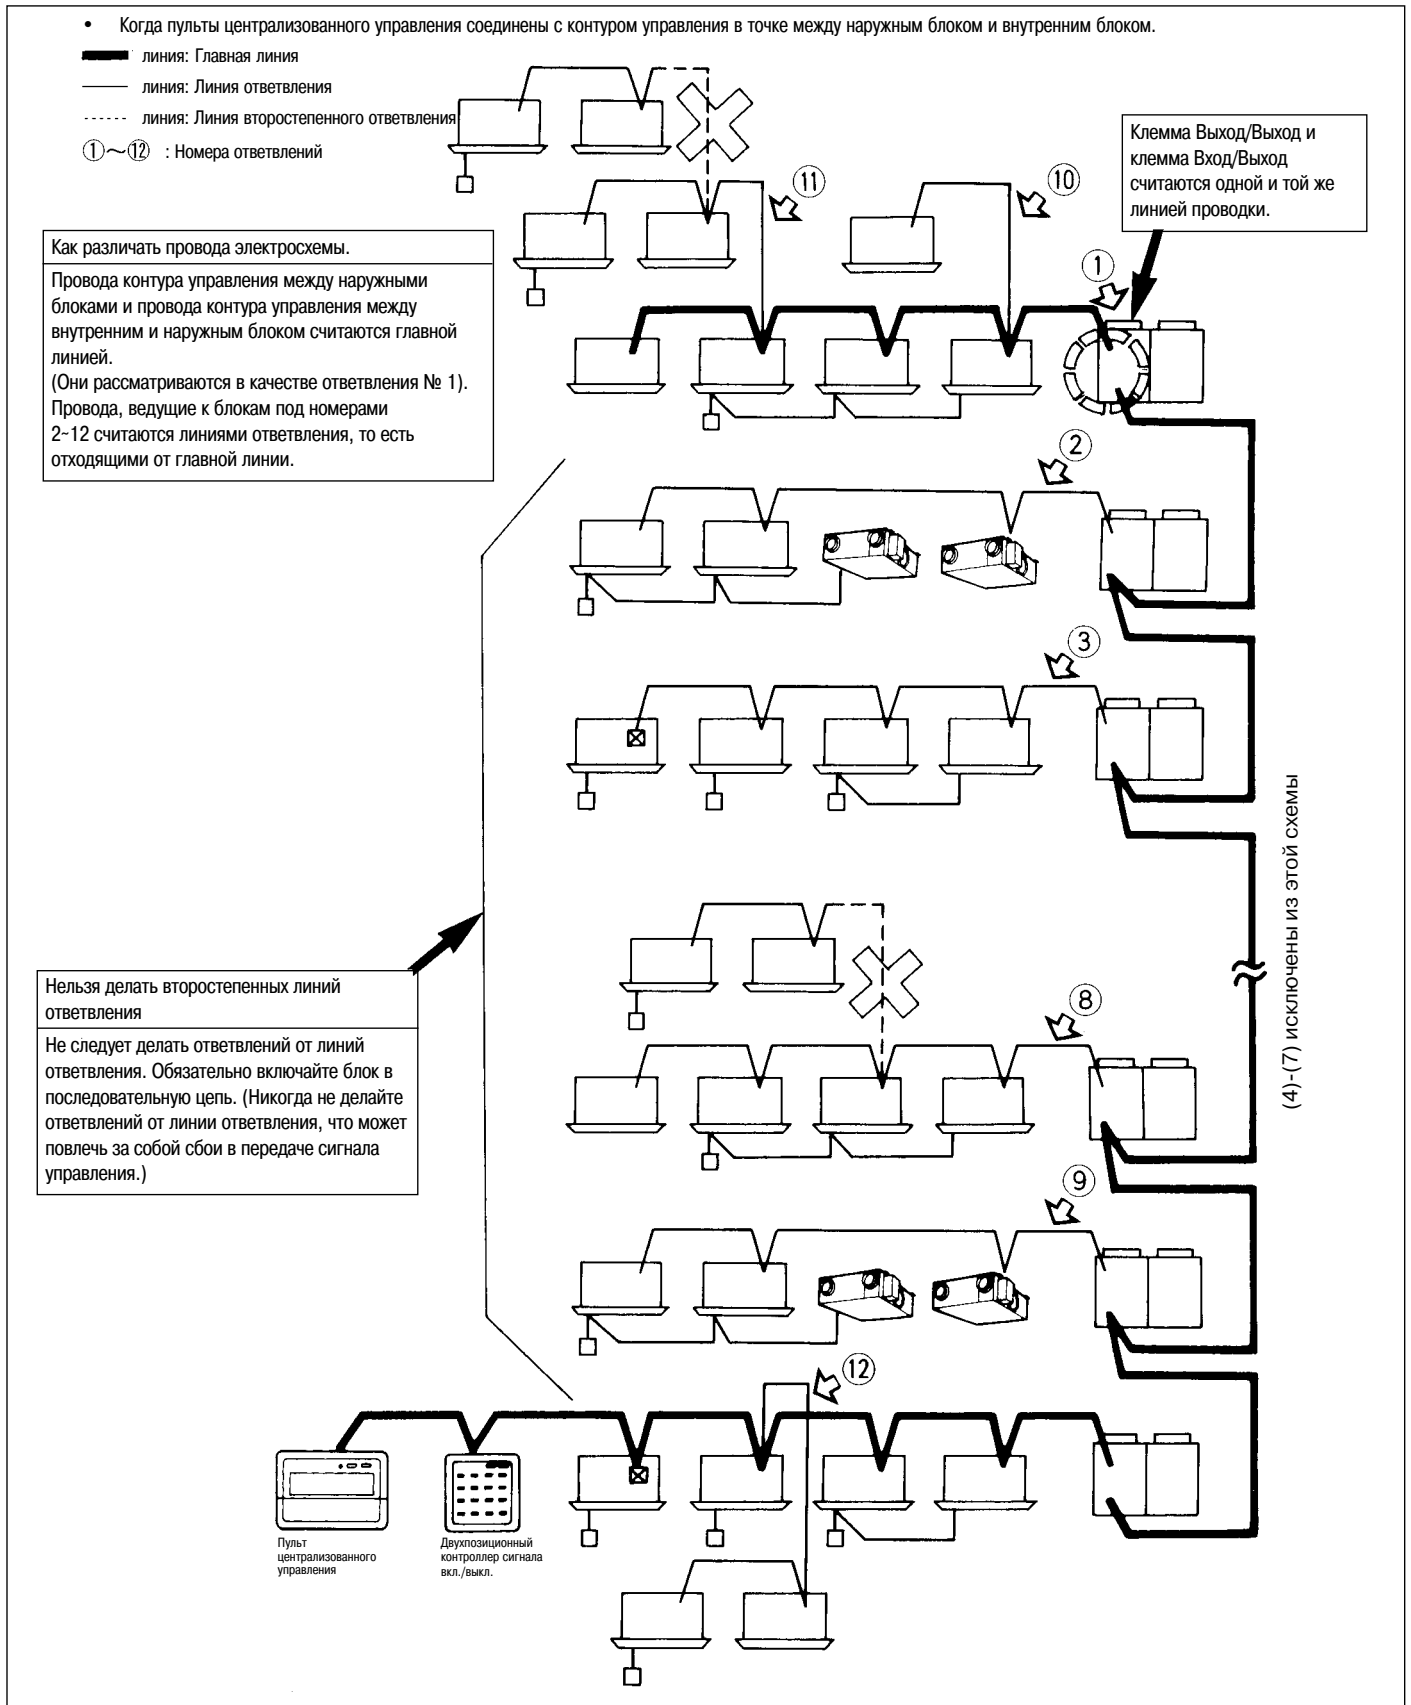 • Когда пульты централизованного управления соединены с контуром управления в точке между наружным блоком и внутренним блоком.
линия: Главная линия
линия: Линия ответвления
линия: Линия второстепенного ответвления
①~⑫ : Номера ответвлений
Клемма Выход/Выход и
клемма Вход/Выход
считаются одной и той же
линией проводки.
⑪
⑩
①
Как различать провода электросхемы.
Провода контура управления между наружными
блоками и провода контура управления между
внутренним и наружным блоком считаются главной
линией.
(Они рассматриваются в качестве ответвления № 1).
Провода, ведущие к блокам под номерами
2~12 считаются линиями ответвления, то есть
отходящими от главной линии.
②
③
(4)-(7) исключены из этой схемы
Нельзя делать второстепенных линий
ответвления
Не следует делать ответвлений от линий
ответвления. Обязательно включайте блок в
последовательную цепь. (Никогда не делайте
ответвлений от линии ответвления, что может
повлечь за собой сбои в передаче сигнала
управления.)
⑧
⑨
⑫
Пульт
централизованного
управления
Двухпозиционный
контроллер сигнала
вкл./выкл.